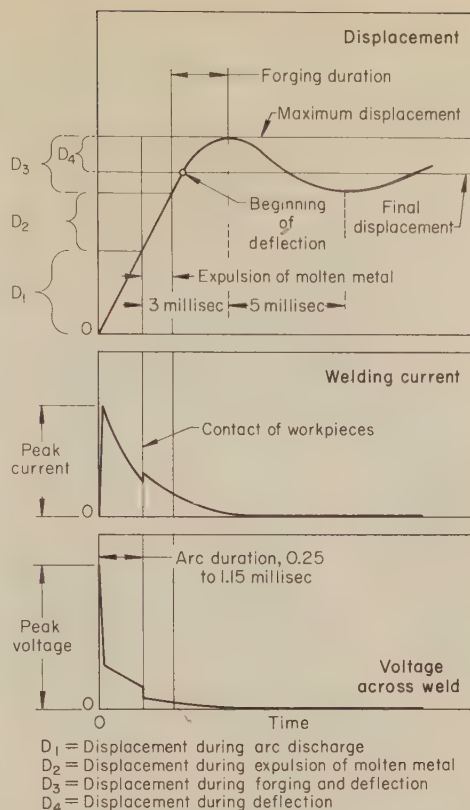 Displacement
Forging duration
Maximum displacement
D4
D3
D2
Beginning
of
deflection
Final
displacement
Expulsion of molten metal
D1
3 millisec
5 millisec
0
Welding current
Contact of workpieces
Peak
current
0
Arc duration, 0.25
to 1.15 millisec
Peak
voltage
Voltage
across weld
0
0
Time
D1 = Displacement during arc discharge
D2 = Displacement during expulsion of molten metal
D3 = Displacement during forging and deflection
D4 = Displacement during deflection